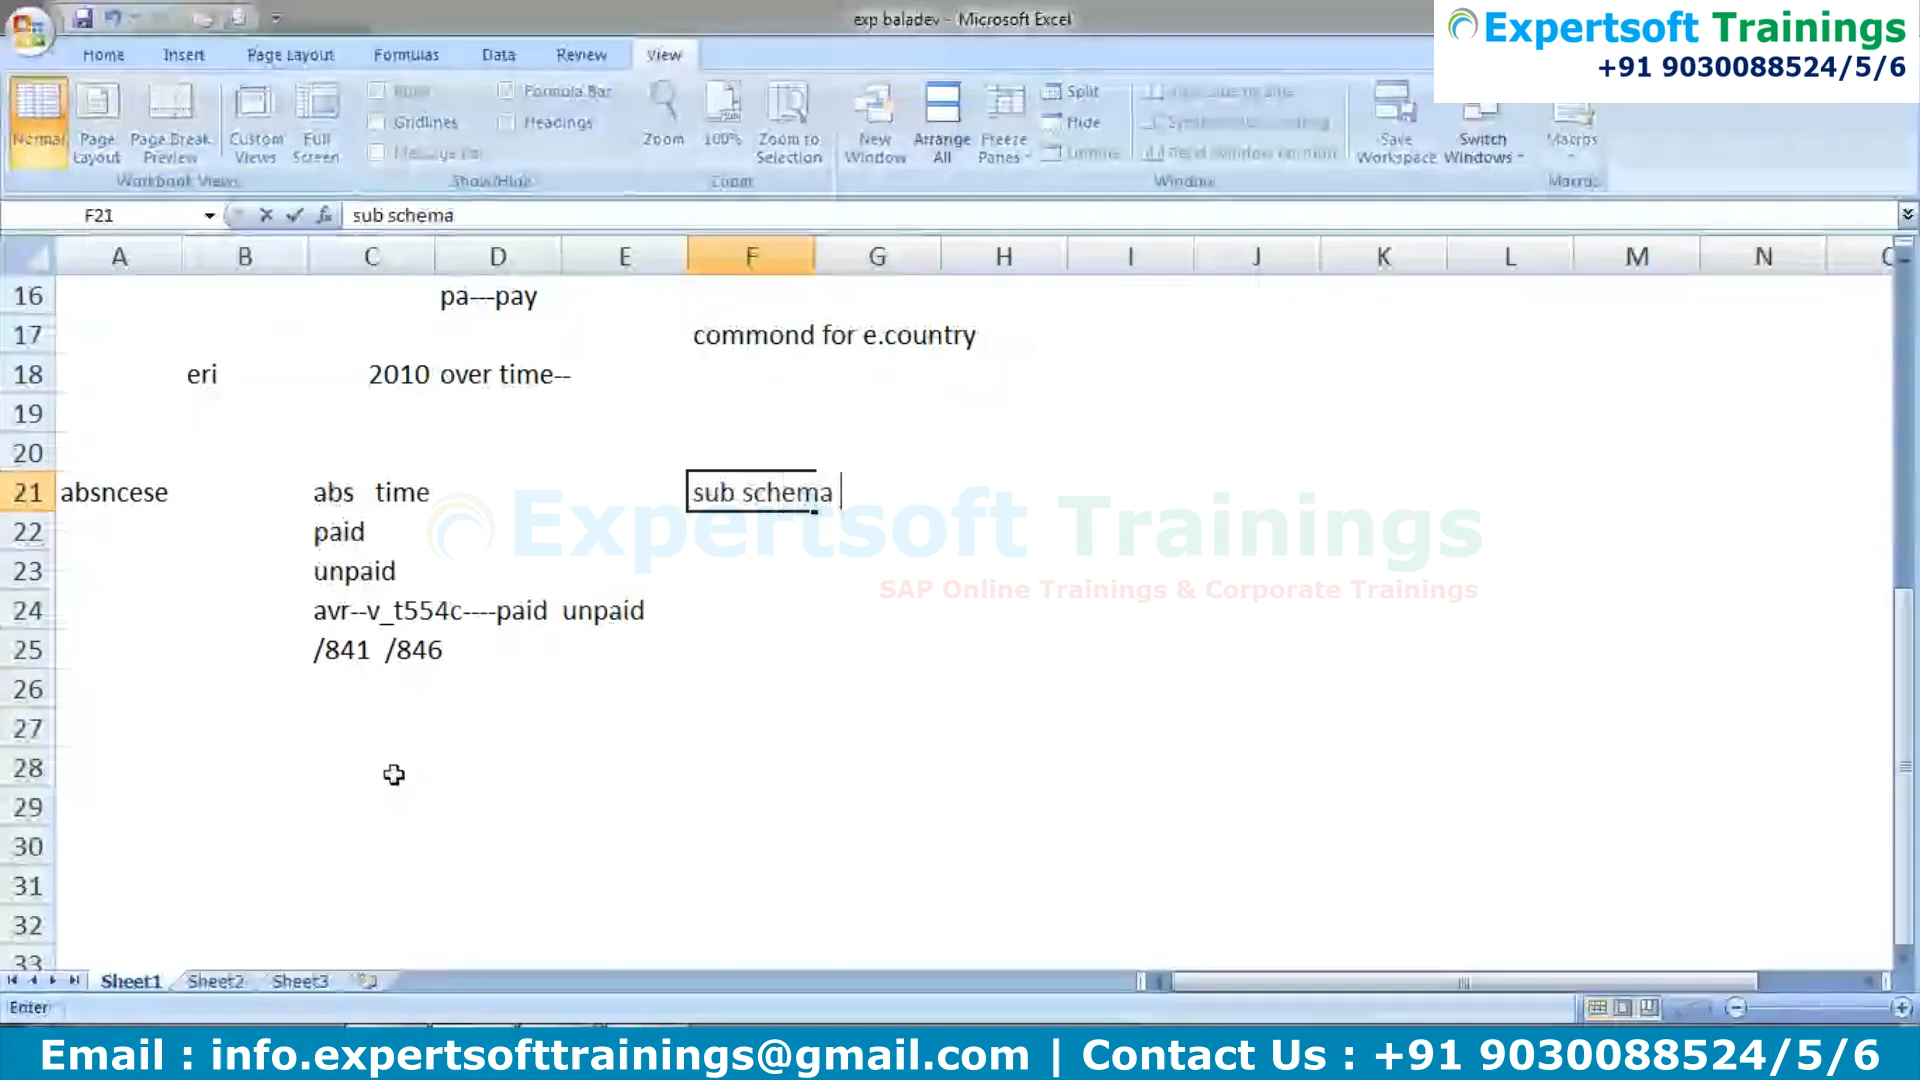 exp baladev - Microsoft Excel
Expertsoft Trainings
+91 9030088524/5/6
Home Insert Page Layout Formulas Data Review View
Normal Page Layout Page Break Preview Custom Views Full Screen
Gridlines Formula Bar Headings
Zoom 100% Zoom to Selection
New Window Arrange All Freeze Panes Split Hide
Save Workspace Switch Windows Macros
Workbook Views Show/Hide Zoom Window Macros
F21 fx sub schema
A B C D E F G H I J K L M N
16 pa---pay
17 commond for e.country
18 eri 2010 over time--
19
20
21 absncese abs time sub schema
22 paid
23 unpaid
24 avr--v_t554c----paid unpaid
25 /841 /846
26
27
28
29
30
31
32
33
Expertsoft Trainings
SAP Online Trainings & Corporate Trainings
Sheet1 Sheet2 Sheet3
Enter
Email : info.expertsofttrainings@gmail.com | Contact Us : +91 9030088524/5/6